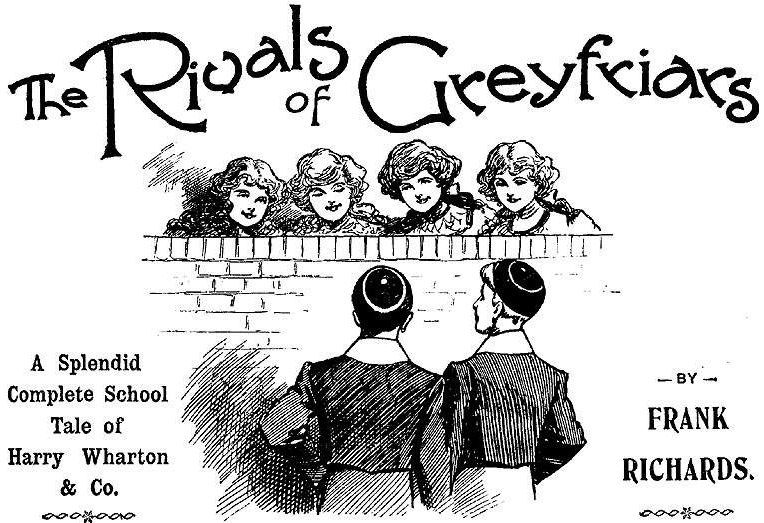 The Rivals of Greyfriars
A Splendid
Complete School
Tale of
Harry Wharton
& Co.
— BY —
FRANK
RICHARDS.